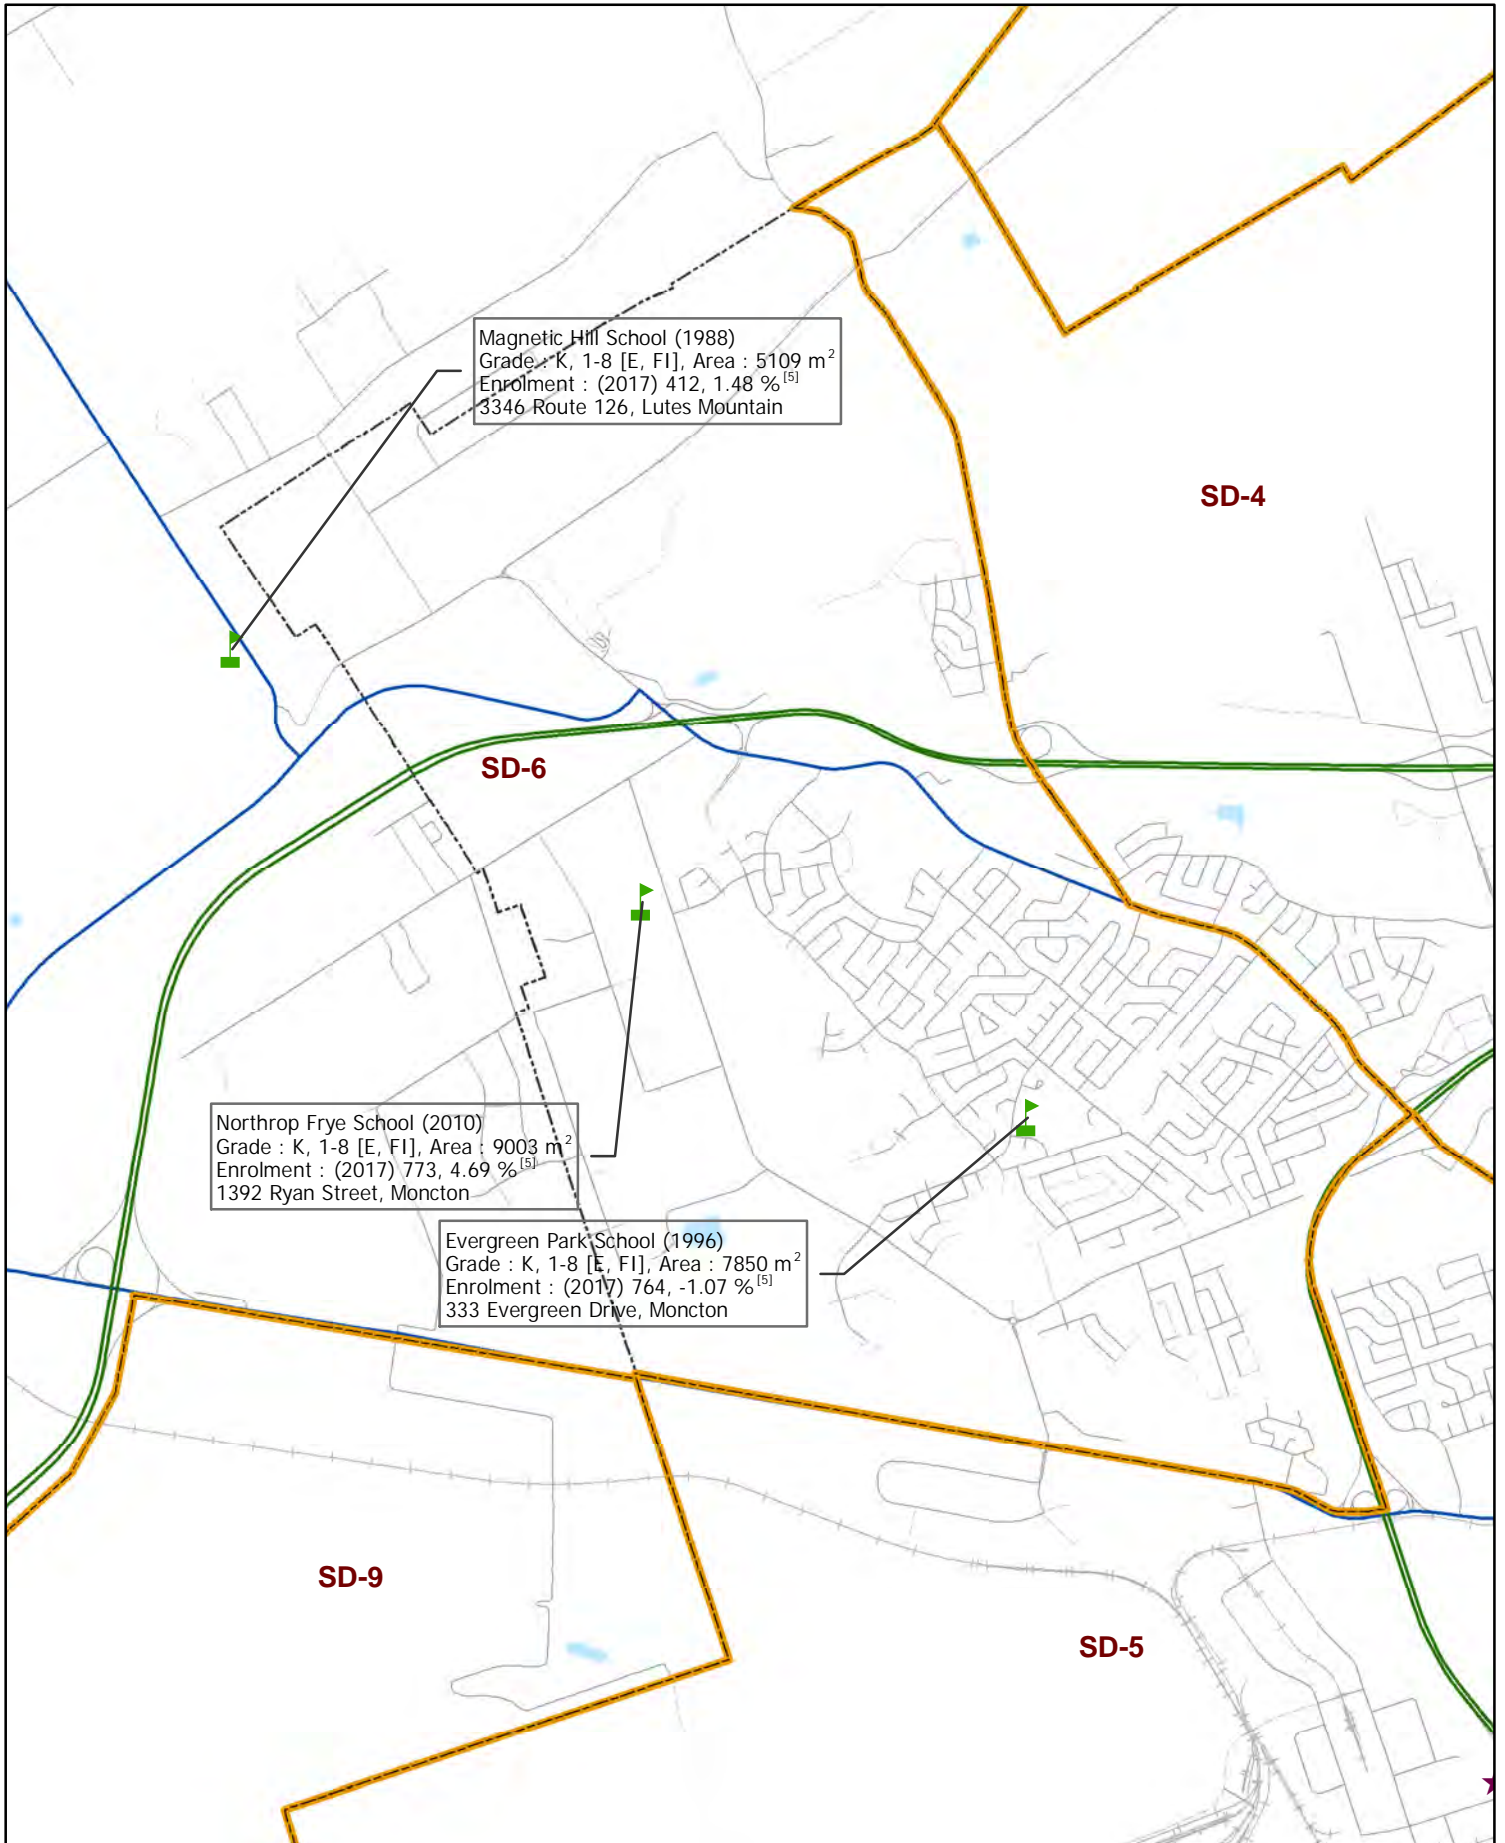 Magnetic Hill School (1988)
Grade : K, 1-8 [E, FI], Area : 5109 m²
Enrolment : (2017) 412, 1.48 % [5]
3346 Route 126, Lutes Mountain
SD-4
SD-6
Northrop Frye School (2010)
Grade : K, 1-8 [E, FI], Area : 9003 m²
Enrolment : (2017) 773, 4.69 % [5]
1392 Ryan Street, Moncton
Evergreen Park School (1996)
Grade : K, 1-8 [E, FI], Area : 7850 m²
Enrolment : (2017) 764, -1.07 % [5]
333 Evergreen Drive, Moncton
SD-9
SD-5